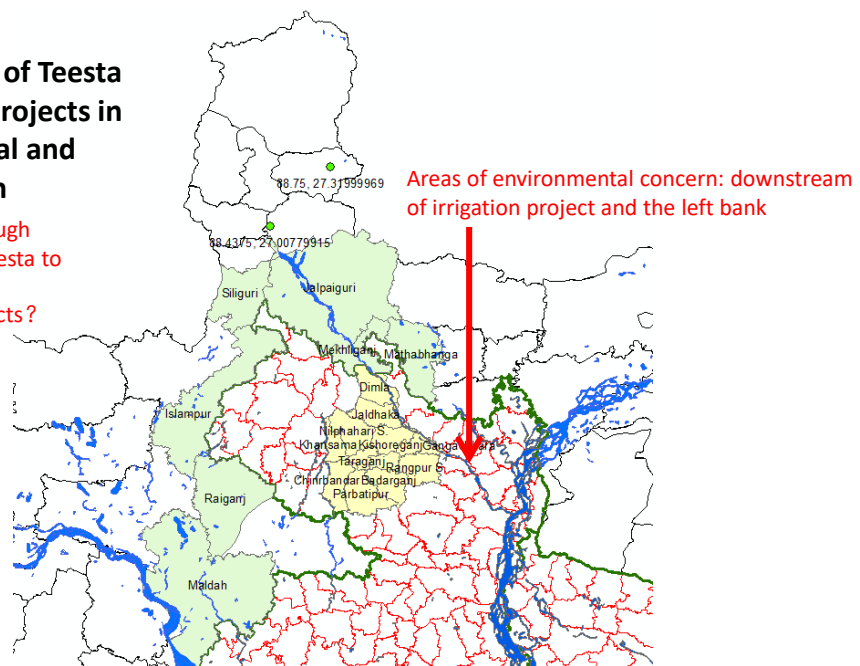 of Teesta
rojects in
al and
n
ugh
esta to
cts?
88.75, 27.31999969
Areas of environmental concern: downstream
of irrigation project and the left bank
88.4375, 27.00779915
Siliguri
Jalpaiguri
Mekhliganj
Mathabhanga
Dimla
Islampur
Jaldhaka
Nilphahari S.
Khansama Kishoreganj
Taraganj
Rangpur S
Chirirbandar Badarganj
Parbatipur
Raiganj
Maldah